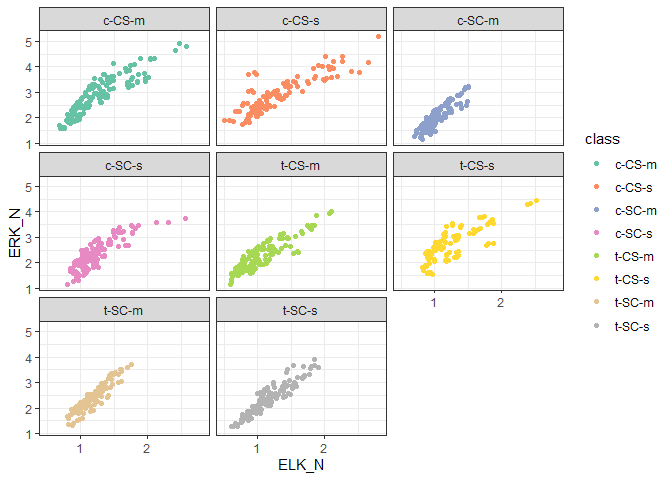 c-CS-m
c-CS-s
c-SC-m
5
4
3
2
1
c-SC-s
t-CS-m
t-CS-s
5
4
3
2
1
1
2
t-SC-m
t-SC-s
5
4
3
2
1
1
2
1
2
ELK_N
ERK_N
class
c-CS-m
c-CS-s
c-SC-m
c-SC-s
t-CS-m
t-CS-s
t-SC-m
t-SC-s